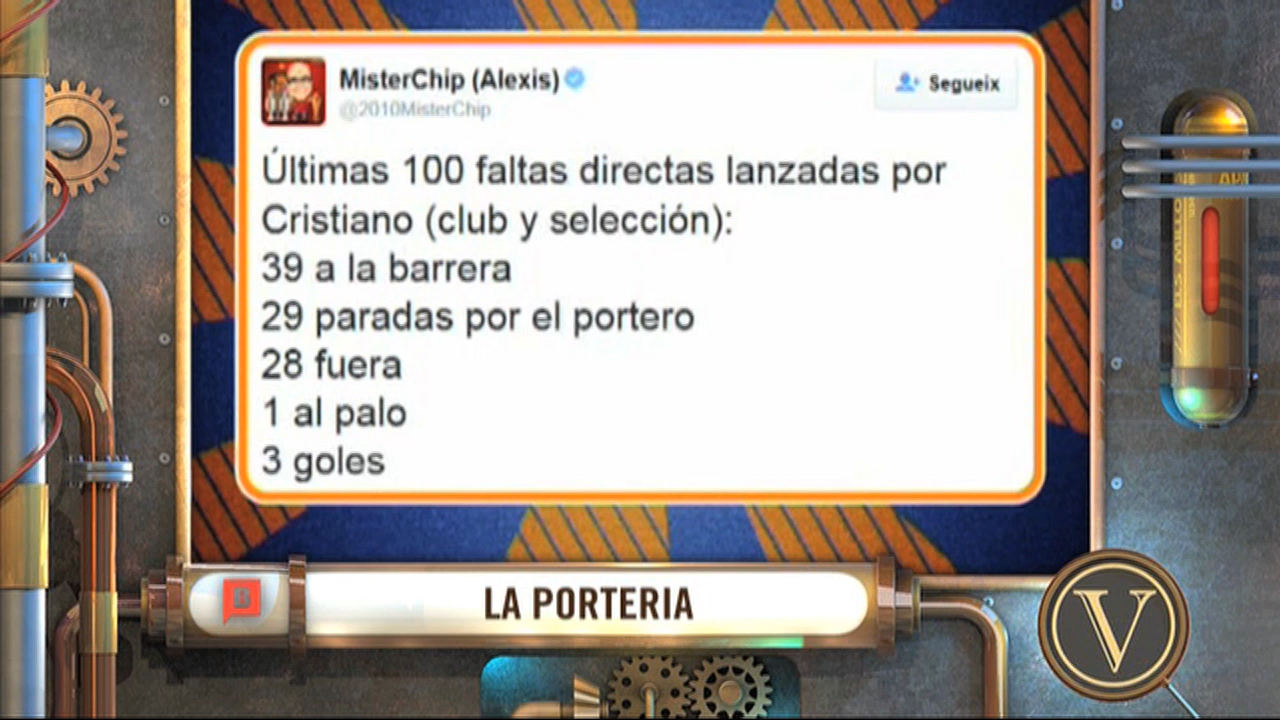 MisterChip (Alexis)
@2010MisterChip
Segueix
Últimas 100 faltas directas lanzadas por
Cristiano (club y selección):
39 a la barrera
29 paradas por el portero
28 fuera
1 al palo
3 goles
B LA PORTERIA
V